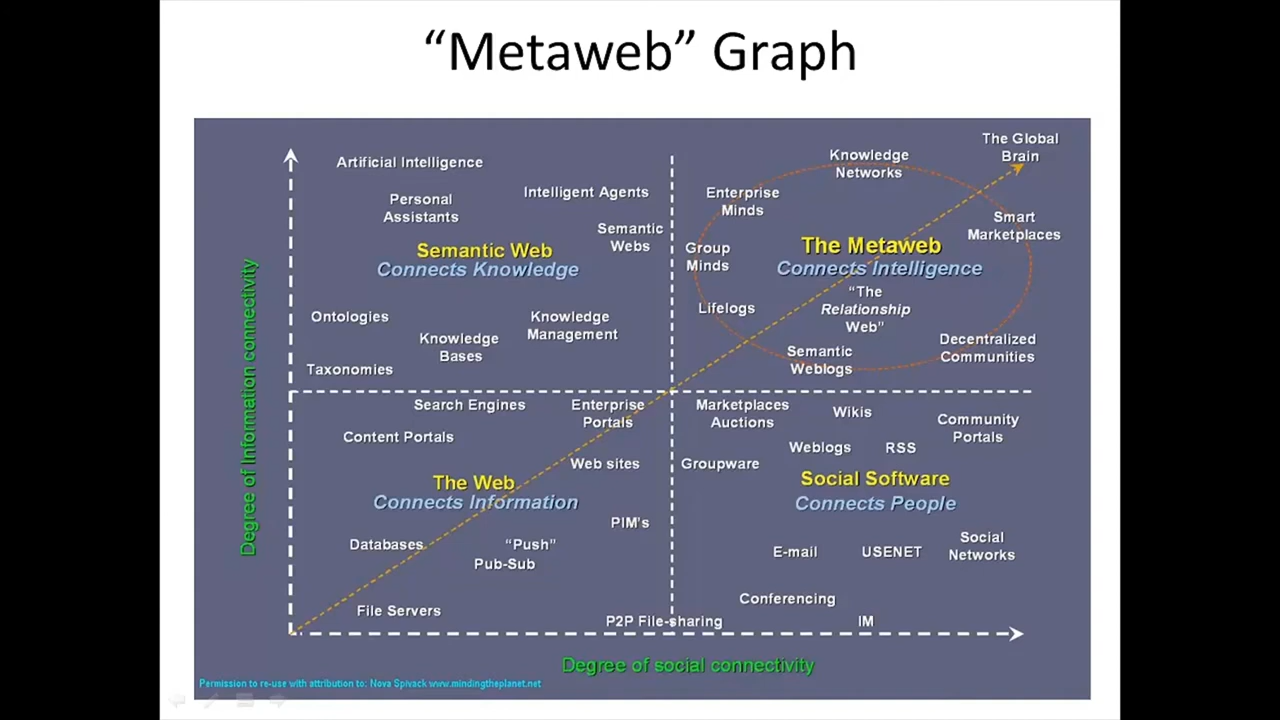 “Metaweb” Graph
The Global
Brain
Artificial Intelligence
Knowledge
Networks
Personal
Assistants
Intelligent Agents
Enterprise
Minds
Semantic
Webs
Smart
Marketplaces
Semantic Web
Connects Knowledge
Group
Minds
The Metaweb
Connects Intelligence
“The
Relationship
Web”
Lifelogs
Ontologies
Knowledge
Bases
Knowledge
Management
Taxonomies
Semantic
Weblogs
Decentralized
Communities
Degree of Information connectivity
Search Engines
Enterprise
Portals
Content Portals
Web sites
The Web
Connects Information
PIM's
Databases
“Push”
Pub-Sub
File Servers
P2P File-sharing
Marketplaces
Auctions
Wikis
Community
Portals
Weblogs
RSS
Groupware
Social Software
Connects People
E-mail
USENET
Social
Networks
Conferencing
IM
Degree of social connectivity
Permission to re-use with attribution to: Nova Spivack www.mindingtheplanet.net